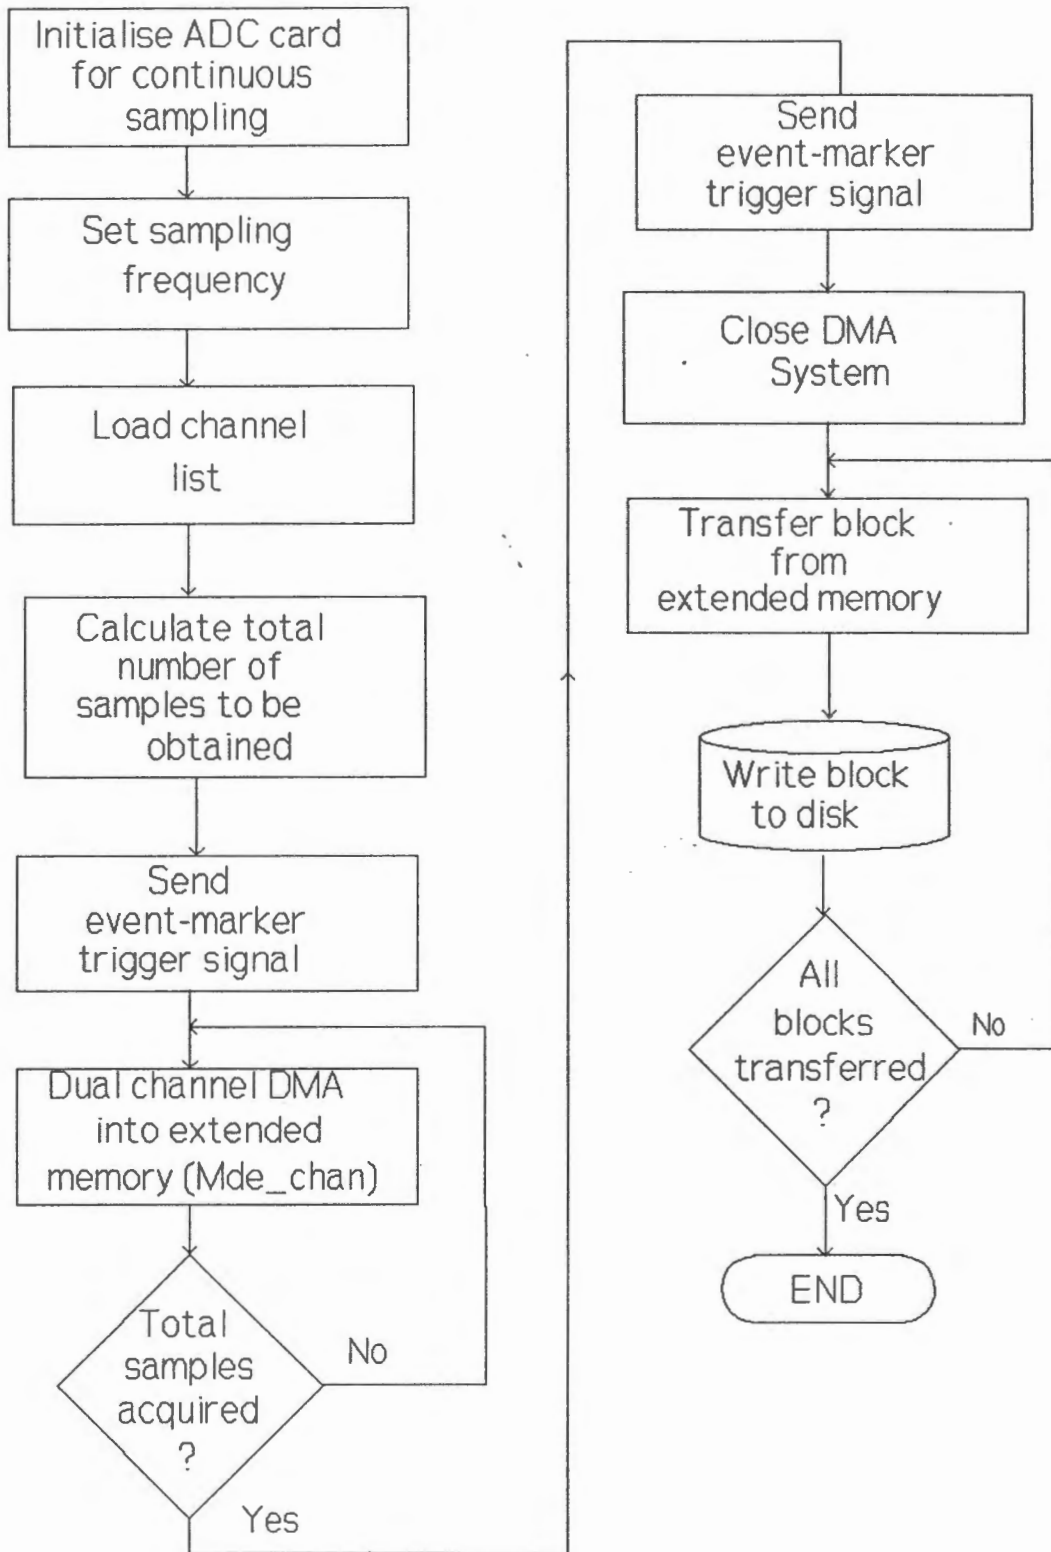 Initialise ADC card
for continuous
sampling
Set sampling
frequency
Load channel
list
Calculate total
number of
samples to be
obtained
Send
event-marker
trigger signal
Dual channel DMA
into extended
memory (Mde_chan)
Total
samples
acquired
?
No
Yes
Send
event-marker
trigger signal
Close DMA
System
Transfer block
from
extended memory
Write block
to disk
All
blocks
transferred
?
No
Yes
END